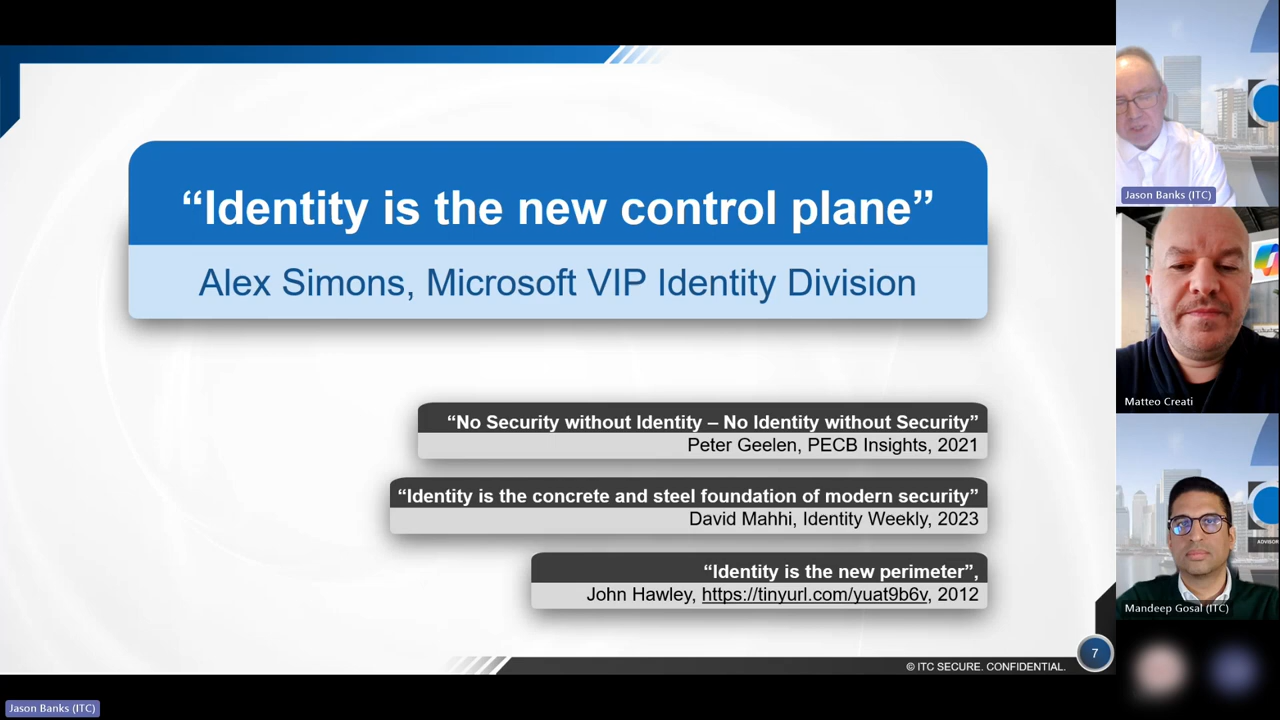 “Identity is the new control plane”
Alex Simons, Microsoft VIP Identity Division
“No Security without Identity – No Identity without Security”
Peter Geelen, PECB Insights, 2021
“Identity is the concrete and steel foundation of modern security”
David Mahhi, Identity Weekly, 2023
“Identity is the new perimeter”,
John Hawley, https://tinyurl.com/yuat9b6v, 2012
© ITC SECURE. CONFIDENTIAL.
7
Jason Banks (ITC)
Jason Banks (ITC)
Matteo Creati
ADVISOR
Mandeep Gosal (ITC)